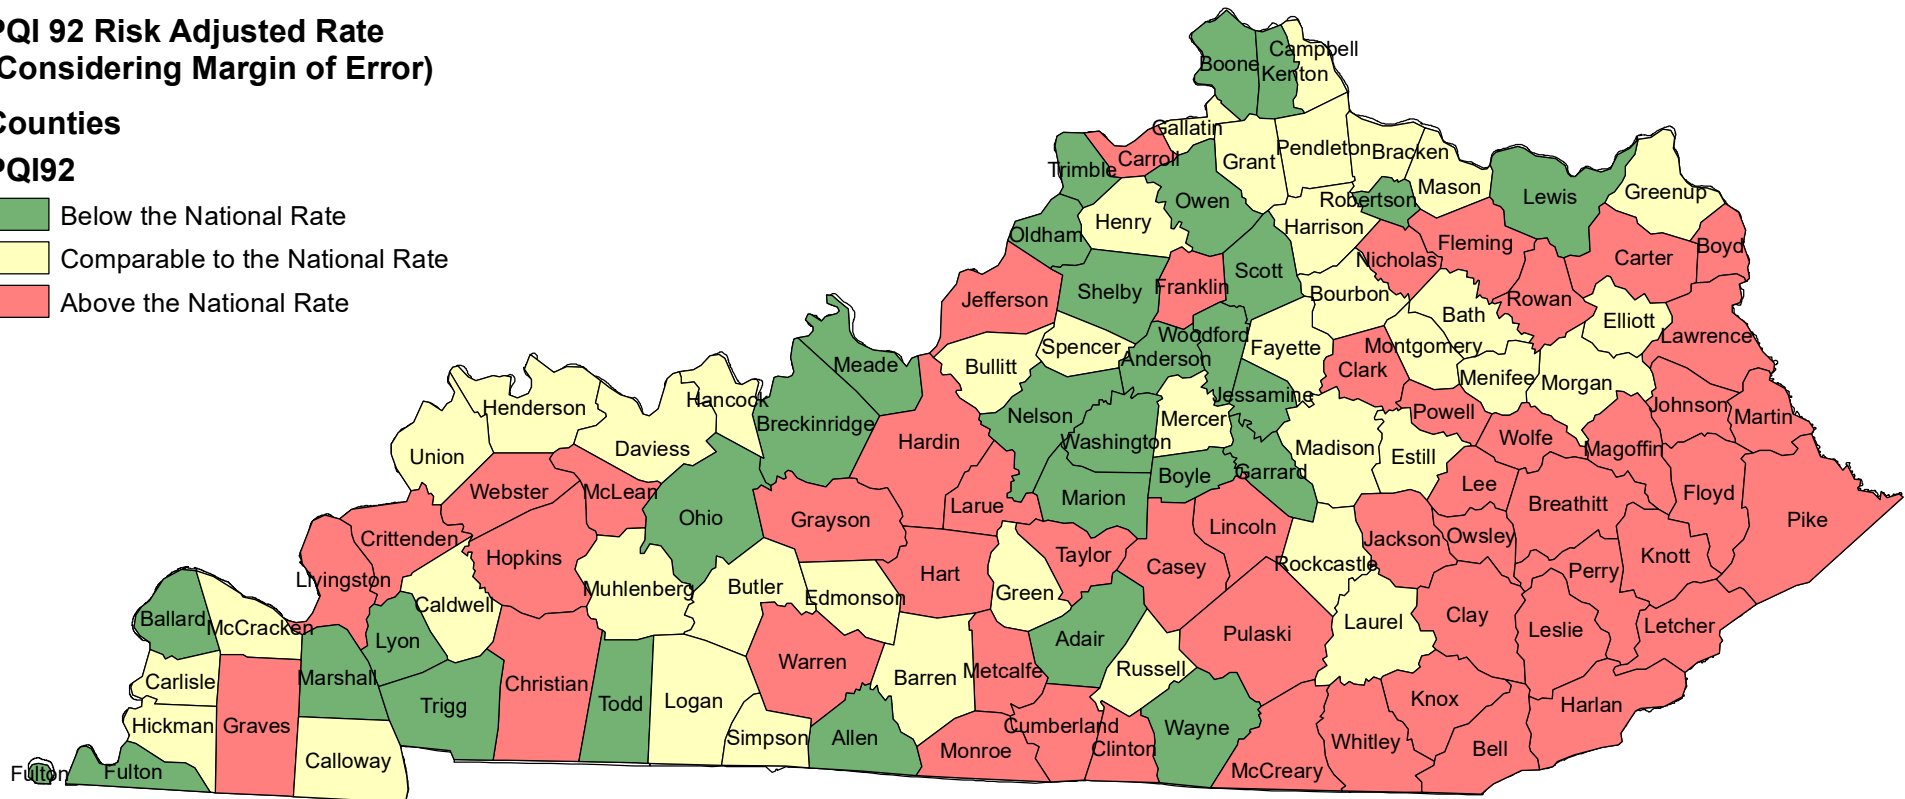 PQI 92 Risk Adjusted Rate
(Considering Margin of Error)
Counties
PQI92
Below the National Rate
Comparable to the National Rate
Above the National Rate
Boone
Campbell
Kenton
Gallatin
Carroll
Trimble
Grant
Pendleton
Bracken
Mason
Robertson
Lewis
Greenup
Owen
Henry
Oldham
Harrison
Fleming
Nicholas
Carter
Boyd
Scott
Franklin
Shelby
Jefferson
Bourbon
Rowan
Bath
Elliott
Lawrence
Woodford
Anderson
Spencer
Bullitt
Fayette
Montgomery
Clark
Menifee
Morgan
Meade
Hancock
Breckinridge
Henderson
Daviess
Union
Nelson
Washington
Mercer
Jessamine
Powell
Johnson
Martin
Hardin
Madison
Estill
Wolfe
Magoffin
Webster
McLean
Ohio
Grayson
Larue
Marion
Boyle
Garrard
Lee
Breathitt
Floyd
Pike
Crittenden
Hopkins
Lincoln
Jackson
Owsley
Knott
Perry
Livingston
Muhlenberg
Butler
Edmonson
Hart
Green
Taylor
Casey
Rockcastle
Caldwell
Ballard
McCracken
Lyon
Adair
Pulaski
Laurel
Clay
Leslie
Letcher
Warren
Barren
Metcalfe
Russell
Carlisle
Marshall
Christian
Trigg
Todd
Logan
Knox
Harlan
Hickman
Graves
Simpson
Allen
Monroe
Cumberland
Clinton
Wayne
Whitley
Bell
McCreary
Calloway
Fulton
Fulton